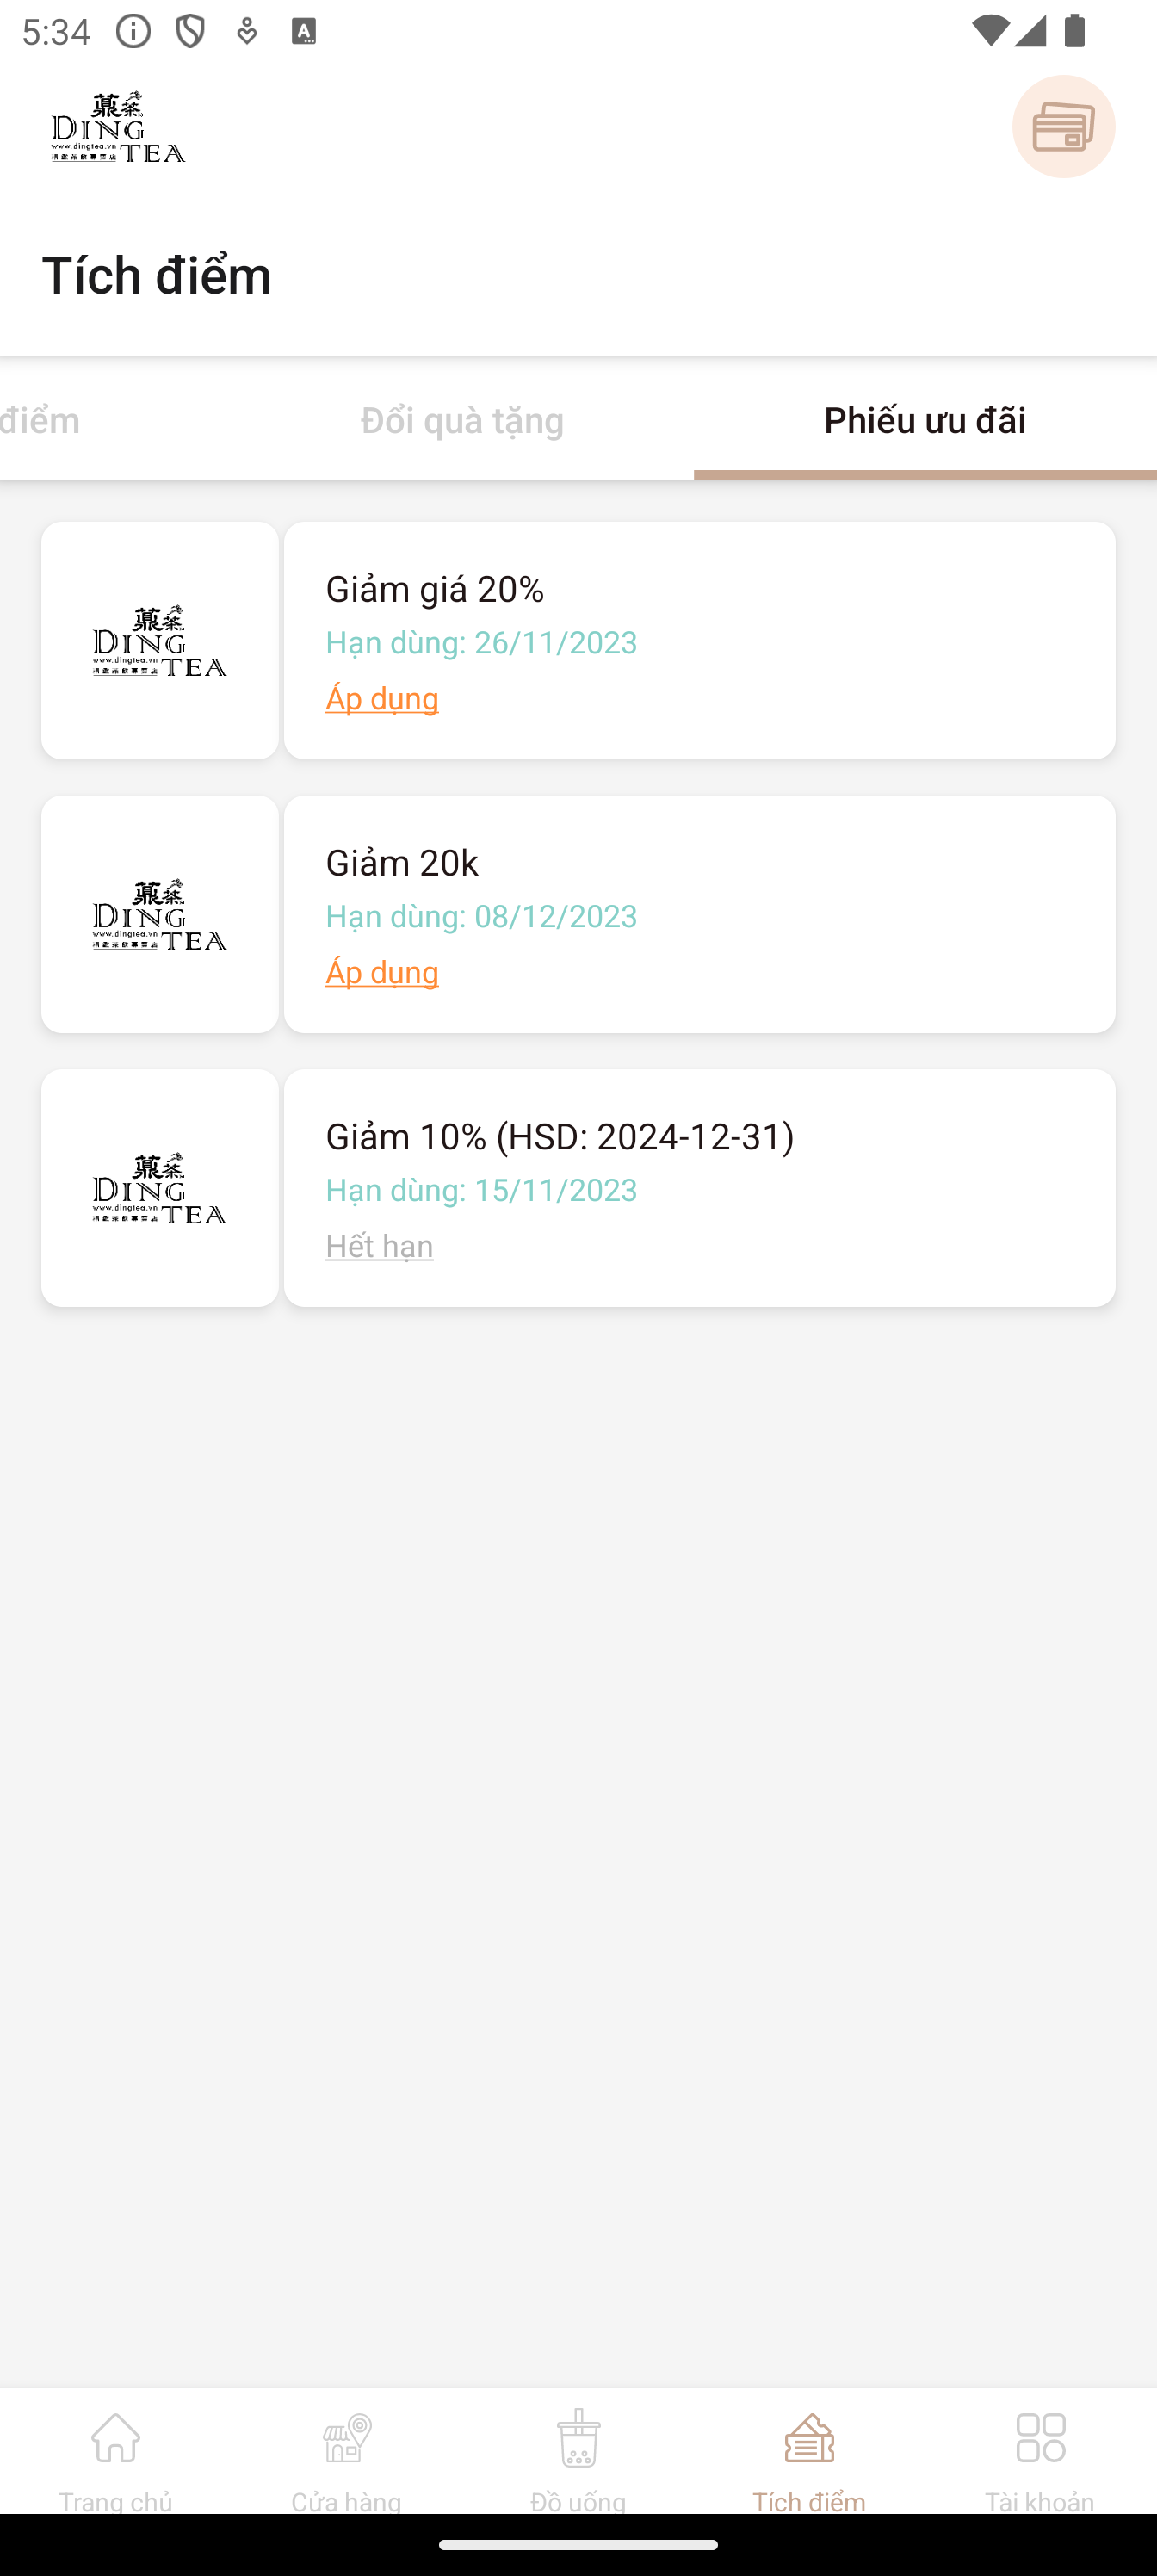 5:34
DING
www.dingtea.vn
TEA
Tích điểm
điểm
Đổi quà tặng
Phiếu ưu đãi
DING
www.dingtea.vn
TEA
Giảm giá 20%
Hạn dùng: 26/11/2023
Áp dụng
DING
www.dingtea.vn
TEA
Giảm 20k
Hạn dùng: 08/12/2023
Áp dụng
DING
www.dingtea.vn
TEA
Giảm 10% (HSD: 2024-12-31)
Hạn dùng: 15/11/2023
Hết hạn
Trang chủ
Cửa hàng
Đồ uống
Tích điểm
Tài khoản